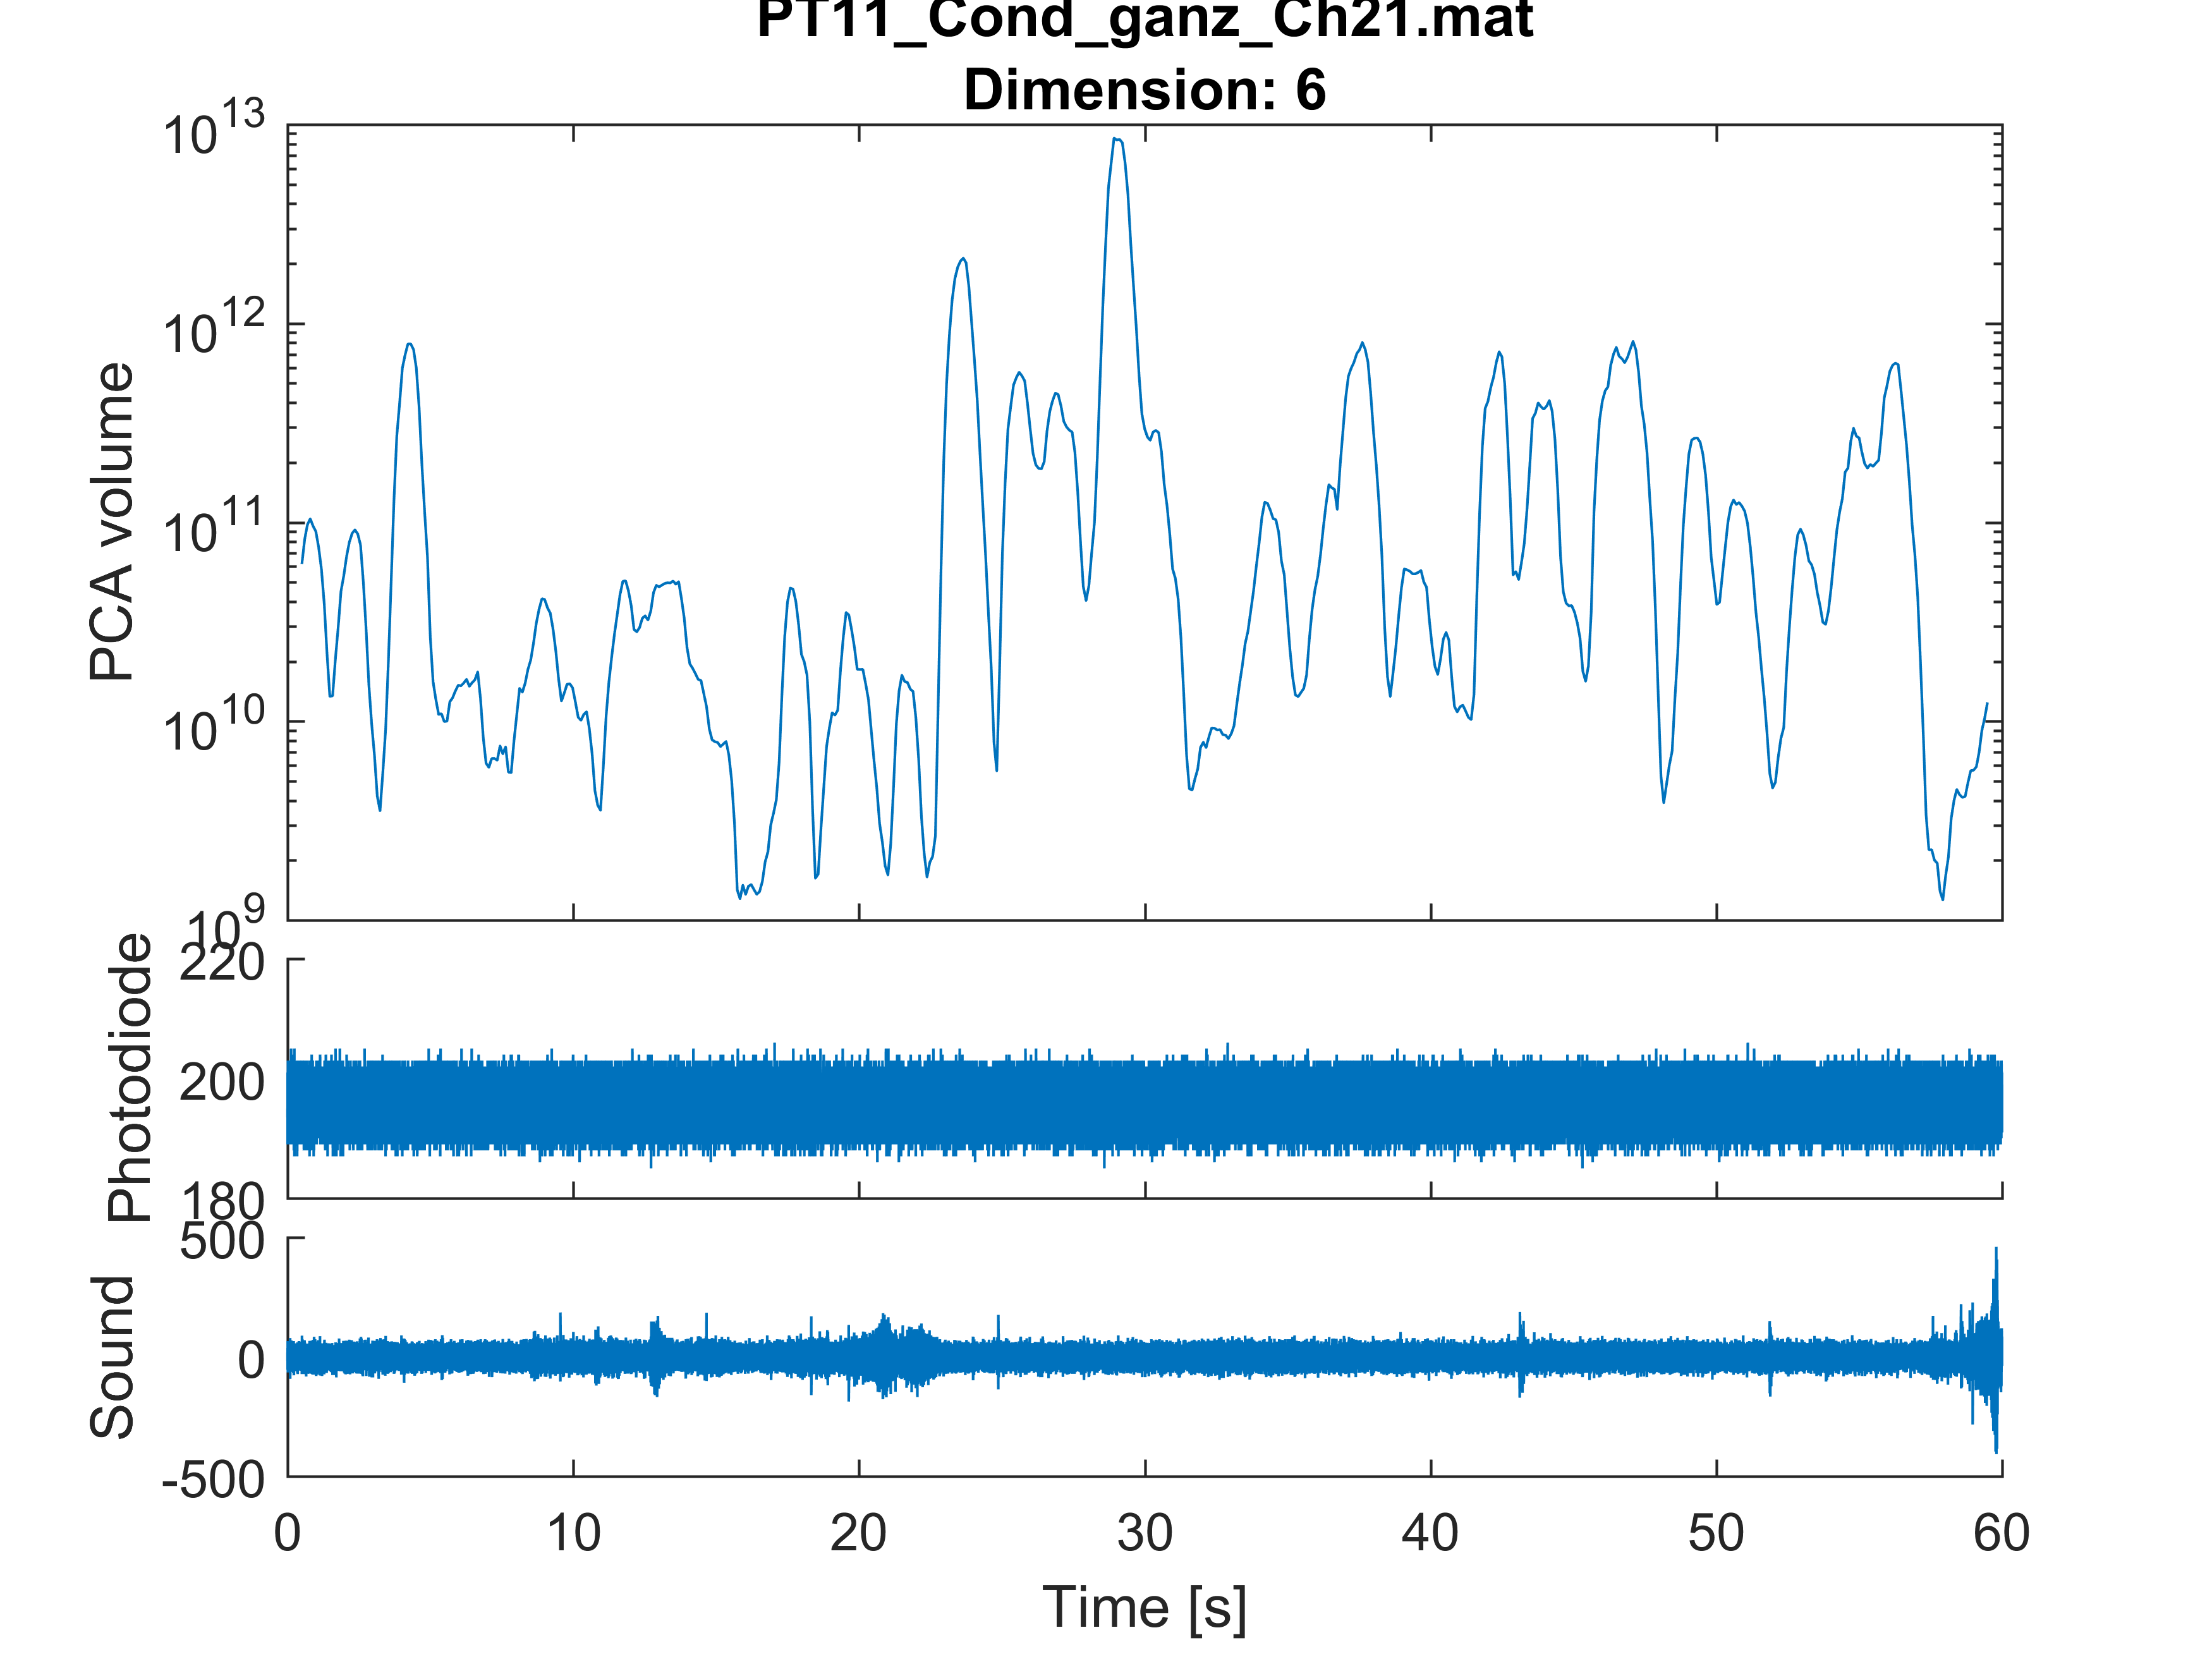 PT11_Cond_ganz_Ch21.mat
Dimension: 6
10^13
10^12
10^11
10^10
10^9
PCA volume
220
200
180
Photodiode
500
0
-500
Sound
0 10 20 30 40 50 60
Time [s]